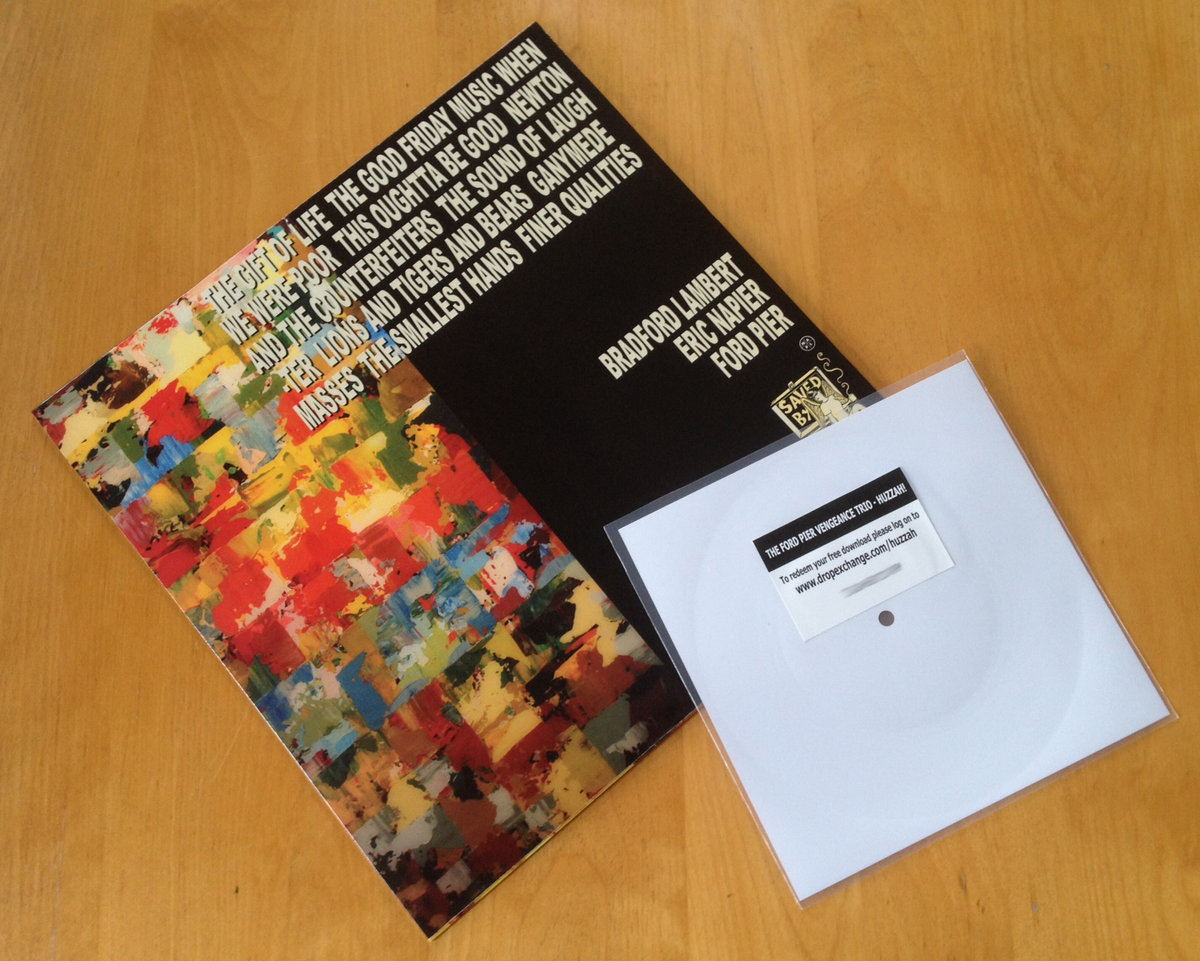 THE GIFT OF LIFE THE GOOD FRIDAY MUSIC WHEN
WE WERE POOR THIS OUGHTTA BE GOOD NEWTON
AND THE COUNTERFEITERS THE SOUND OF LAUGH
TER LIONS AND TIGERS AND BEARS GANYMEDE
MASSES THE SMALLEST HANDS FINER QUALITIES
BRADFORD LAMBERT
ERIC NAPIER
FORD PIER
SAVED
BY
THE FORD PIER VENGEANCE TRIO - HUZZAH!
To redeem your free download please log on to
www.dropexchange.com/huzzah